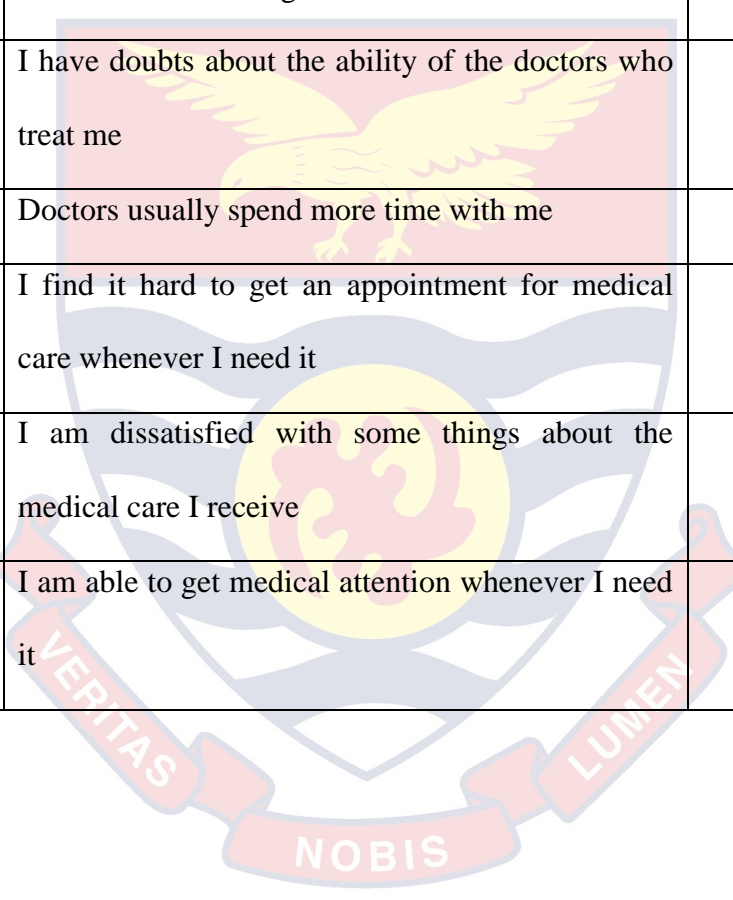 I have doubts about the ability of the doctors who
treat me
Doctors usually spend more time with me
I find it hard to get an appointment for medical
care whenever I need it
I am dissatisfied with some things about the
medical care I receive
I am able to get medical attention whenever I need
it
VERITAS
NOBIS
LUMEN